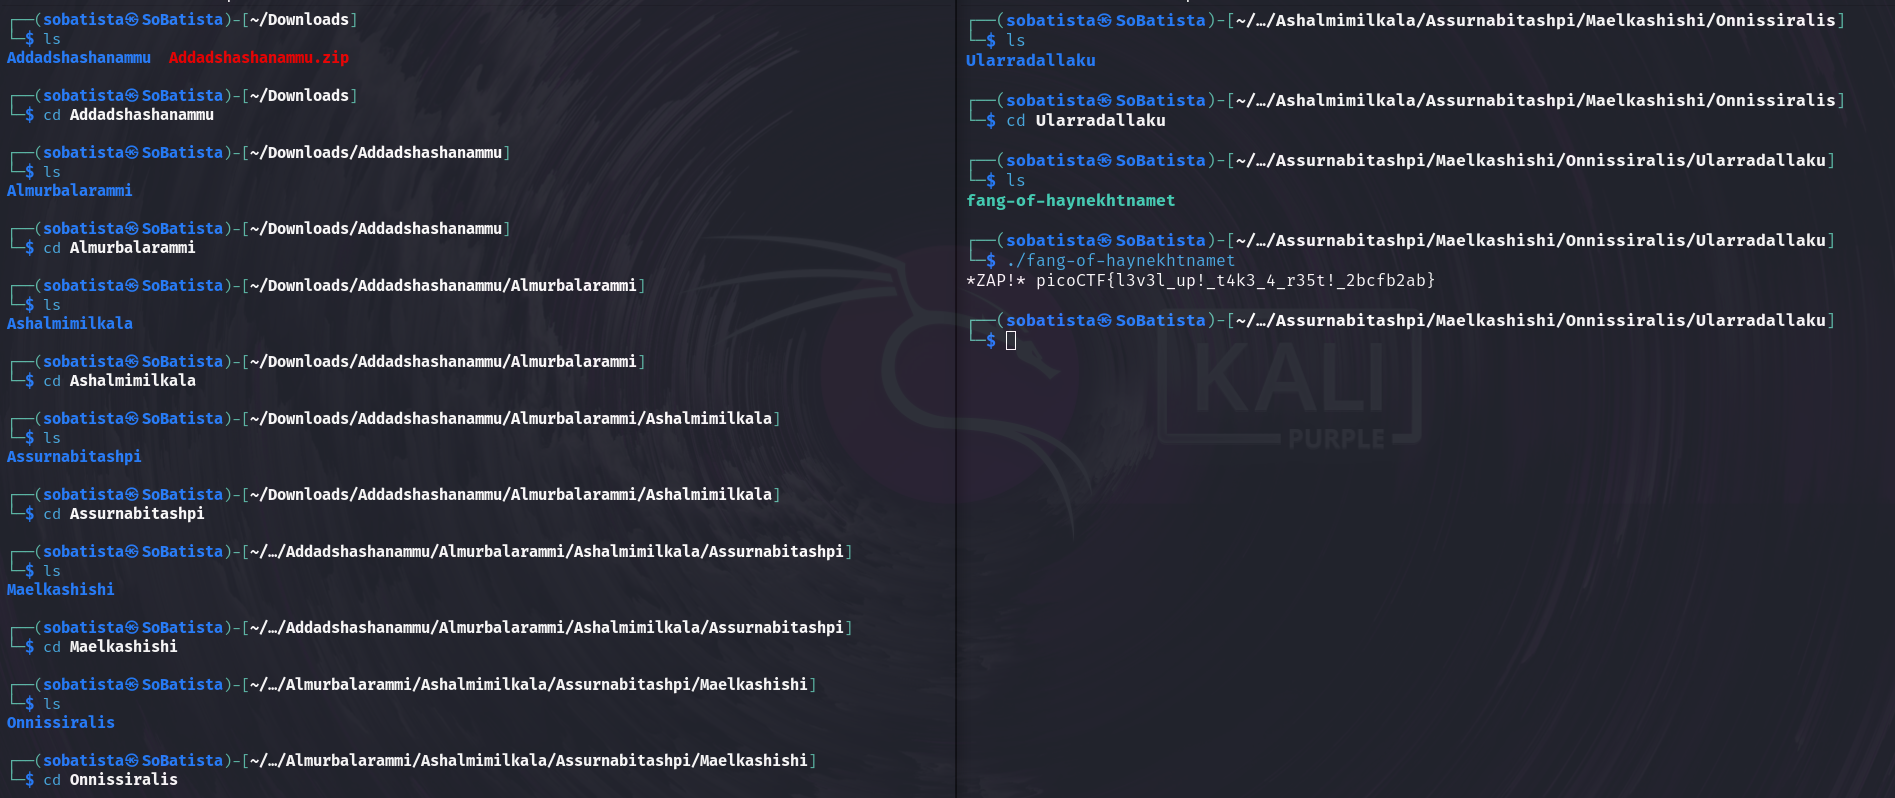 ┌──(sobatista㉿SoBatista)-[~/Downloads]
└─$ ls
Addadshashanammu  Addadshashanammu.zip
┌──(sobatista㉿SoBatista)-[~/Downloads]
└─$ cd Addadshashanammu
┌──(sobatista㉿SoBatista)-[~/Downloads/Addadshashanammu]
└─$ ls
Almurbalarammi
┌──(sobatista㉿SoBatista)-[~/Downloads/Addadshashanammu]
└─$ cd Almurbalarammi
┌──(sobatista㉿SoBatista)-[~/Downloads/Addadshashanammu/Almurbalarammi]
└─$ ls
Ashalmimilkala
┌──(sobatista㉿SoBatista)-[~/Downloads/Addadshashanammu/Almurbalarammi]
└─$ cd Ashalmimilkala
┌──(sobatista㉿SoBatista)-[~/Downloads/Addadshashanammu/Almurbalarammi/Ashalmimilkala]
└─$ ls
Assurnabitashpi
┌──(sobatista㉿SoBatista)-[~/Downloads/Addadshashanammu/Almurbalarammi/Ashalmimilkala]
└─$ cd Assurnabitashpi
┌──(sobatista㉿SoBatista)-[~/…/Addadshashanammu/Almurbalarammi/Ashalmimilkala/Assurnabitashpi]
└─$ ls
Maelkashishi
┌──(sobatista㉿SoBatista)-[~/…/Addadshashanammu/Almurbalarammi/Ashalmimilkala/Assurnabitashpi]
└─$ cd Maelkashishi
┌──(sobatista㉿SoBatista)-[~/…/Almurbalarammi/Ashalmimilkala/Assurnabitashpi/Maelkashishi]
└─$ ls
Onnissiralis
┌──(sobatista㉿SoBatista)-[~/…/Almurbalarammi/Ashalmimilkala/Assurnabitashpi/Maelkashishi]
└─$ cd Onnissiralis
┌──(sobatista㉿SoBatista)-[~/…/Ashalmimilkala/Assurnabitashpi/Maelkashishi/Onnissiralis]
└─$ ls
Ularradallaku
┌──(sobatista㉿SoBatista)-[~/…/Ashalmimilkala/Assurnabitashpi/Maelkashishi/Onnissiralis]
└─$ cd Ularradallaku
┌──(sobatista㉿SoBatista)-[~/…/Assurnabitashpi/Maelkashishi/Onnissiralis/Ularradallaku]
└─$ ls
fang-of-haynekhtnamet
┌──(sobatista㉿SoBatista)-[~/…/Assurnabitashpi/Maelkashishi/Onnissiralis/Ularradallaku]
└─$ ./fang-of-haynekhtnamet
*ZAP!* picoCTF{l3v3l_up!_t4k3_4_r35t!_2bcfb2ab}
┌──(sobatista㉿SoBatista)-[~/…/Assurnabitashpi/Maelkashishi/Onnissiralis/Ularradallaku]
└─$
KALI
PURPLE